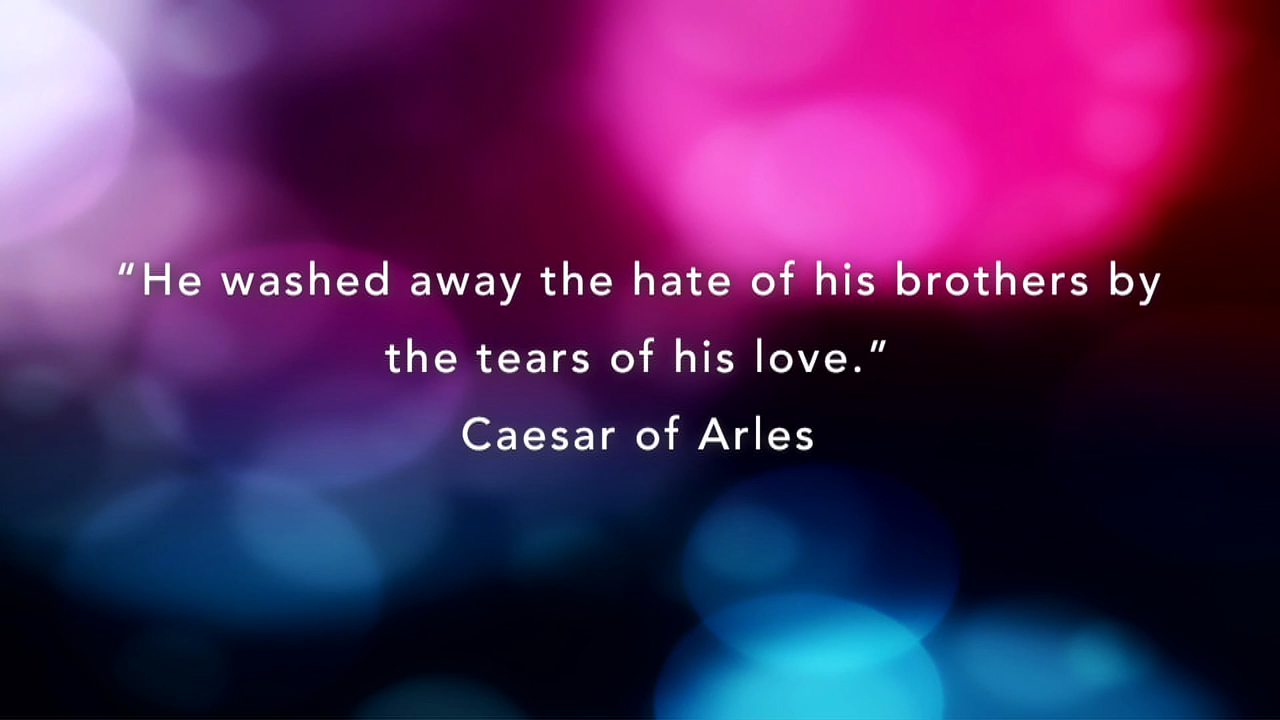 “He washed away the hate of his brothers by
the tears of his love.”
Caesar of Arles